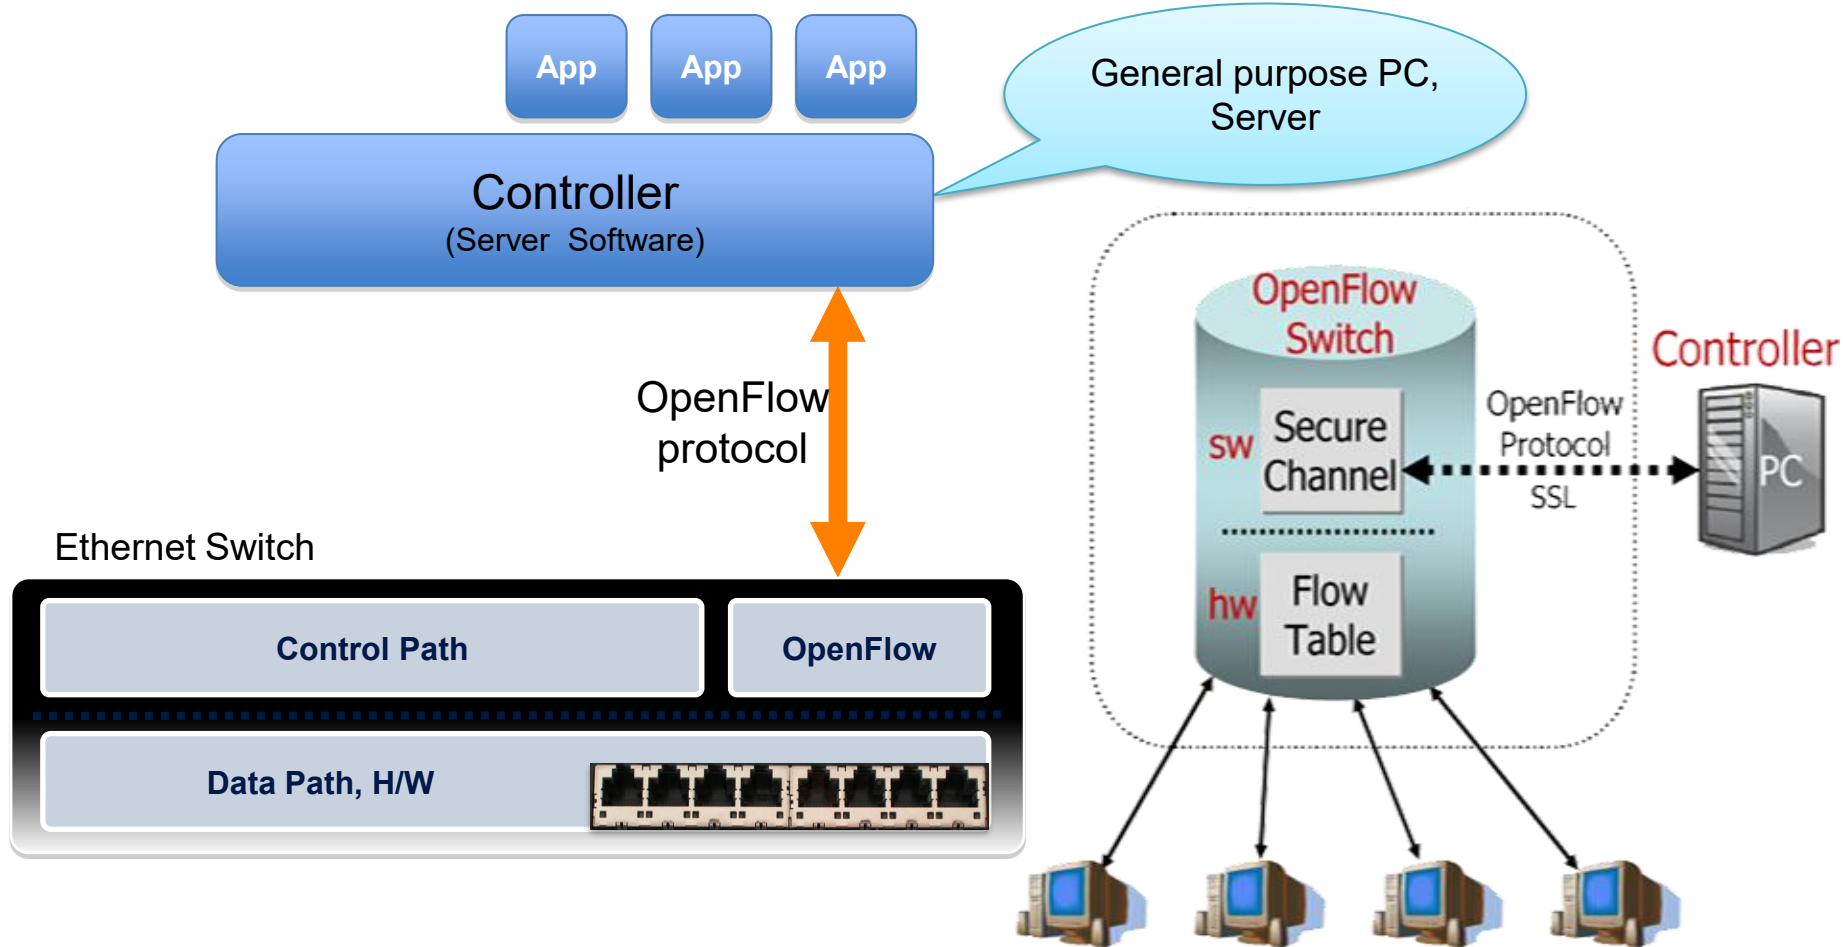 App
App
App
General purpose PC,
Server
Controller
(Server Software)
OpenFlow
protocol
Ethernet Switch
Control Path
OpenFlow
Data Path, H/W
OpenFlow
Switch
Controller
sw
Secure
Channel
OpenFlow
Protocol
SSL
PC
hw
Flow
Table